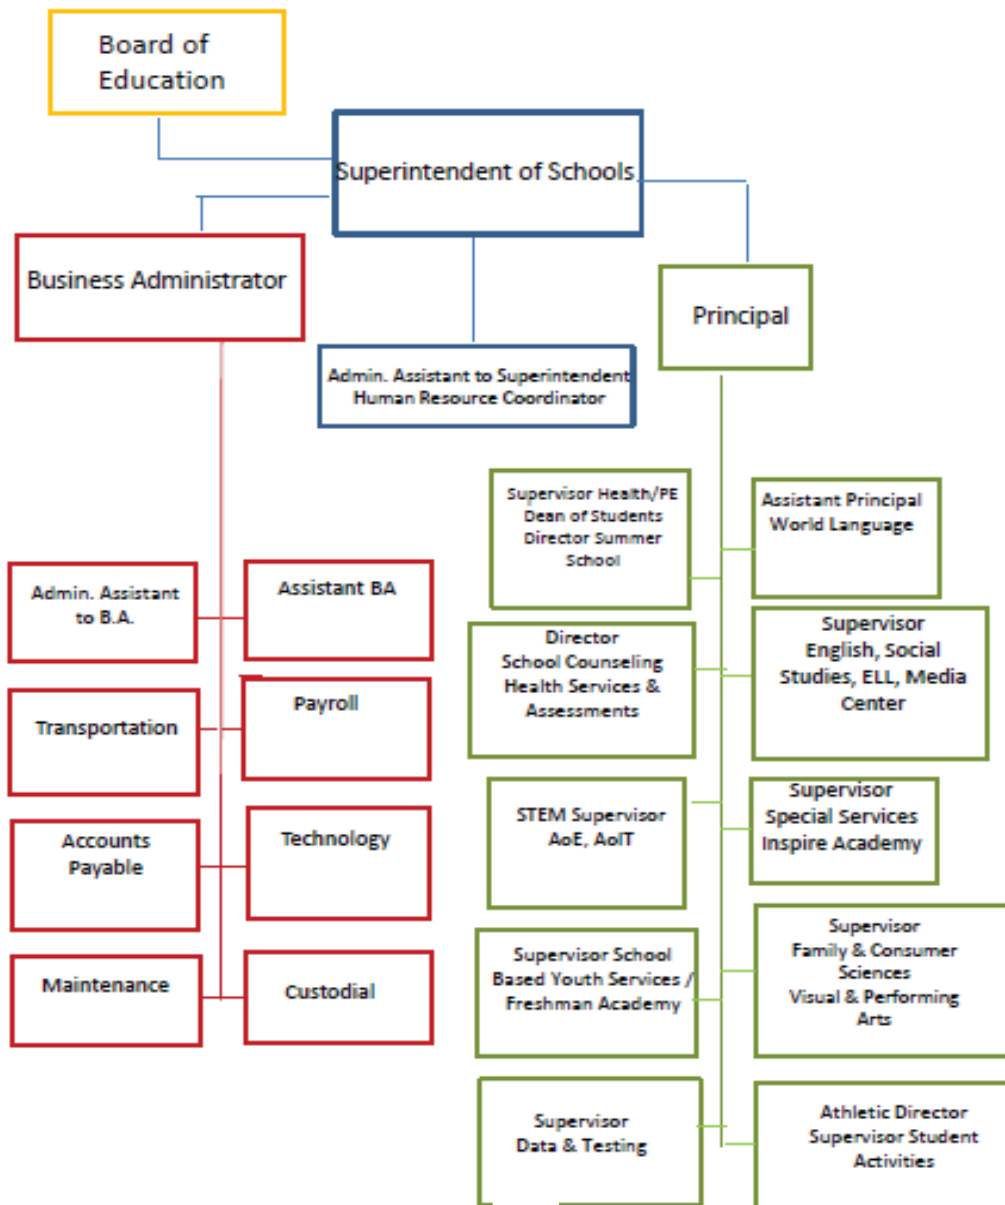 Board of
Education
Superintendent of Schools
Business Administrator
Principal
Admin. Assistant to Superintendent
Human Resource Coordinator
Supervisor Health/PE
Dean of Students
Director Summer
School
Assistant Principal
World Language
Admin. Assistant
to B.A.
Assistant BA
Director
School Counseling
Health Services &
Assessments
Supervisor
English, Social
Studies, ELL, Media
Center
Transportation
Payroll
STEM Supervisor
AoE, AoIT
Supervisor
Special Services
Inspire Academy
Accounts
Payable
Technology
Supervisor School
Based Youth Services /
Freshman Academy
Supervisor
Family & Consumer
Sciences
Visual & Performing
Arts
Maintenance
Custodial
Supervisor
Data & Testing
Athletic Director
Supervisor Student
Activities